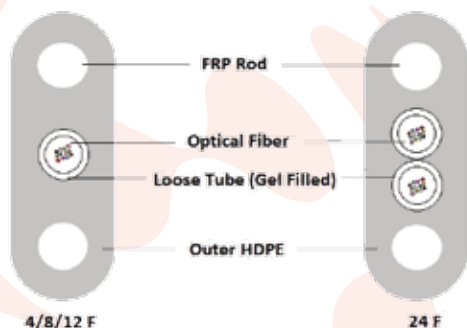 FRP Rod
Optical Fiber
Loose Tube (Gel Filled)
Outer HDPE
4/8/12 F
24 F